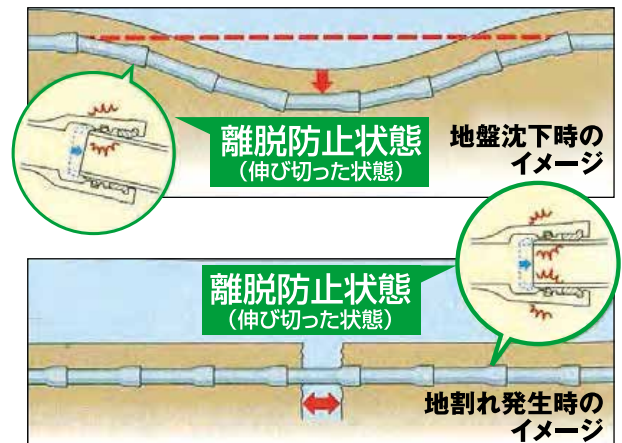 離脱防止状態
（伸び切った状態）
地盤沈下時の
イメージ
離脱防止状態
（伸び切った状態）
地割れ発生時の
イメージ